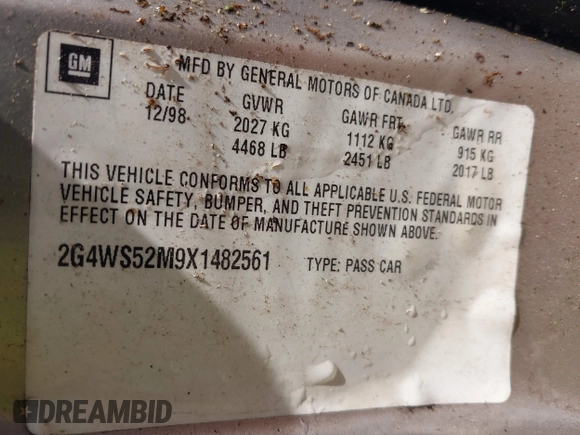 GM
MFD BY GENERAL MOTORS OF CANADA LTD.
DATE GVWR GAWR FRT GAWR RR
12/98 2027 KG 1112 KG 915 KG
4468 LB 2451 LB 2017 LB
THIS VEHICLE CONFORMS TO ALL APPLICABLE U.S. FEDERAL MOTOR
VEHICLE SAFETY, BUMPER, AND THEFT PREVENTION STANDARDS IN
EFFECT ON THE DATE OF MANUFACTURE SHOWN ABOVE.
2G4WS52M9X1482561 TYPE: PASS CAR
DREAMBID